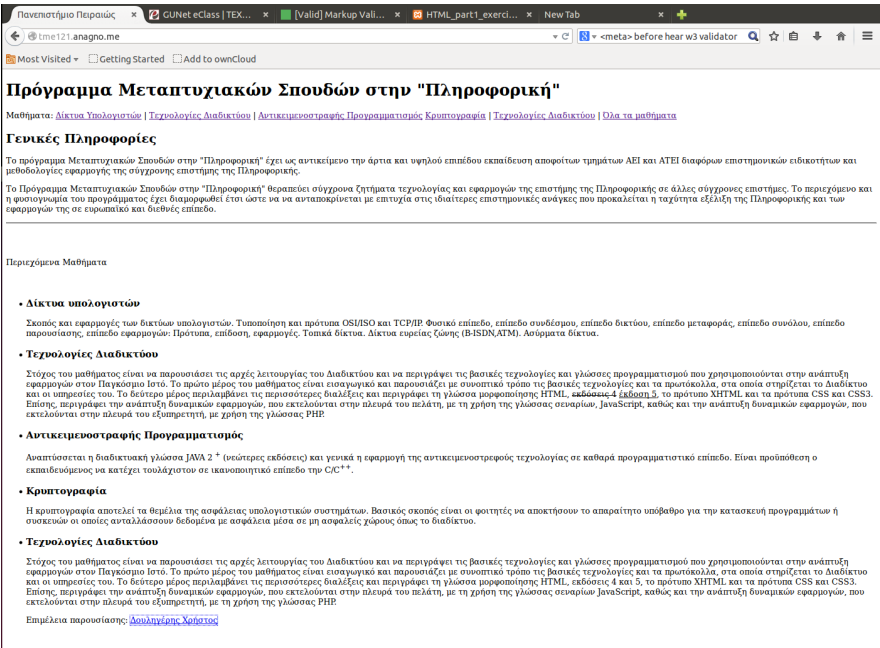 Πανεπιστήμιο Πειραιώς × GUNet eClass | TEX... × [Valid] Markup Vali... × HTML_part1_exerci... × New Tab ×
tme121.anagno.me <meta> before hear w3 validator
Most Visited Getting Started Add to ownCloud
Πρόγραμμα Μεταπτυχιακών Σπουδών στην "Πληροφορική"
Μαθήματα: Δίκτυα Υπολογιστών | Τεχνολογίες Διαδικτύου | Αντικειμενοστραφής Προγραμματισμός Κρυπτογραφία | Τεχνολογίες Διαδικτύου | Όλα τα μαθήματα
Γενικές Πληροφορίες
Το πρόγραμμα Μεταπτυχιακών Σπουδών στην "Πληροφορική" έχει ως αντικείμενο την άρτια και υψηλού επιπέδου εκπαίδευση αποφοίτων τμημάτων ΑΕΙ και ΑΤΕΙ διαφόρων επιστημονικών ειδικοτήτων και
μεθοδολογίες εφαρμογής της σύγχρονης επιστήμης της Πληροφορικής.
Το Πρόγραμμα Μεταπτυχιακών Σπουδών στην "Πληροφορική" θεραπεύει σύγχρονα ζητήματα τεχνολογίας και εφαρμογών της επιστήμης της Πληροφορικής σε άλλες σύγχρονες επιστήμες. Το περιεχόμενο και
η φυσιογνωμία του προγράμματος έχει διαμορφωθεί έτσι ώστε να να ανταποκρίνεται με επιτυχία στις ιδιαίτερες επιστημονικές ανάγκες που προκαλείται η ταχύτητα εξέλιξη της Πληροφορικής και των
εφαρμογών της σε ευρωπαϊκό και διεθνές επίπεδο.
Περιεχόμενα Μαθήματα
• Δίκτυα υπολογιστών
Σκοπός και εφαρμογές των δικτύων υπολογιστών. Τυποποίηση και πρότυπα OSI/ISO και TCP/IP. Φυσικό επίπεδο, επίπεδο συνδέσμου, επίπεδο δικτύου, επίπεδο μεταφοράς, επίπεδο συνόλου, επίπεδο
παρουσίασης, επίπεδο εφαρμογών: Πρότυπα, επίδοση, εφαρμογές. Τοπικά δίκτυα. Δίκτυα ευρείας ζώνης (B-ISDN,ATM). Ασύρματα δίκτυα.
• Τεχνολογίες Διαδικτύου
Στόχος του μαθήματος είναι να παρουσιάσει τις αρχές λειτουργίας του Διαδικτύου και να περιγράψει τις βασικές τεχνολογίες και γλώσσες προγραμματισμού που χρησιμοποιούνται στην ανάπτυξη
εφαρμογών στον Παγκόσμιο Ιστό. Το πρώτο μέρος του μαθήματος είναι εισαγωγικό και παρουσιάζει με συνοπτικό τρόπο τις βασικές τεχνολογίες και τα πρωτόκολλα, στα οποία στηρίζεται το Διαδίκτυο
και οι υπηρεσίες του. Το δεύτερο μέρος περιλαμβάνει τις περισσότερες διαλέξεις και περιγράφει τη γλώσσα μορφοποίησης HTML, εκδόσεις 4 έκδοση 5, το πρότυπο XHTML και τα πρότυπα CSS και CSS3.
Επίσης, περιγράφει την ανάπτυξη δυναμικών εφαρμογών, που εκτελούνται στην πλευρά του πελάτη, με τη χρήση της γλώσσας σεναρίων, JavaScript, καθώς και την ανάπτυξη δυναμικών εφαρμογών, που
εκτελούνται στην πλευρά του εξυπηρετητή, με χρήση της γλώσσας PHP.
• Αντικειμενοστραφής Προγραμματισμός
Αναπτύσσεται η διαδικτυακή γλώσσα JAVA 2 + (νεώτερες εκδόσεις) και γενικά η εφαρμογή της αντικειμενοστρεφούς τεχνολογίας σε καθαρά προγραμματιστικό επίπεδο. Είναι προϋπόθεση ο
εκπαιδευόμενος να κατέχει τουλάχιστον σε ικανοποιητικό επίπεδο την C/C++.
• Κρυπτογραφία
Η κρυπτογραφία αποτελεί τα θεμέλια της ασφάλειας υπολογιστικών συστημάτων. Βασικός σκοπός είναι οι φοιτητές να αποκτήσουν το απαραίτητο υπόβαθρο για την κατασκευή προγραμμάτων ή
συσκευών οι οποίες ανταλλάσσουν δεδομένα με ασφάλεια μέσα σε μη ασφαλείς χώρους όπως το διαδίκτυο.
• Τεχνολογίες Διαδικτύου
Στόχος του μαθήματος είναι να παρουσιάσει τις αρχές λειτουργίας του Διαδικτύου και να περιγράψει τις βασικές τεχνολογίες και γλώσσες προγραμματισμού που χρησιμοποιούνται στην ανάπτυξη
εφαρμογών στον Παγκόσμιο Ιστό. Το πρώτο μέρος του μαθήματος είναι εισαγωγικό και παρουσιάζει με συνοπτικό τρόπο τις βασικές τεχνολογίες και τα πρωτόκολλα, στα οποία στηρίζεται το Διαδίκτυο
και οι υπηρεσίες του. Το δεύτερο μέρος περιλαμβάνει τις περισσότερες διαλέξεις και περιγράφει τη γλώσσα μορφοποίησης HTML, εκδόσεις 4 και 5, το πρότυπο XHTML και τα πρότυπα CSS και CSS3.
Επίσης, περιγράφει την ανάπτυξη δυναμικών εφαρμογών, που εκτελούνται στην πλευρά του πελάτη, με τη χρήση της γλώσσας σεναρίων JavaScript, καθώς και την ανάπτυξη δυναμικών εφαρμογών, που
εκτελούνται στην πλευρά του εξυπηρετητή, με τη χρήση της γλώσσας PHP.
Επιμέλεια παρουσίασης: Δουληγέρης Χρήστος